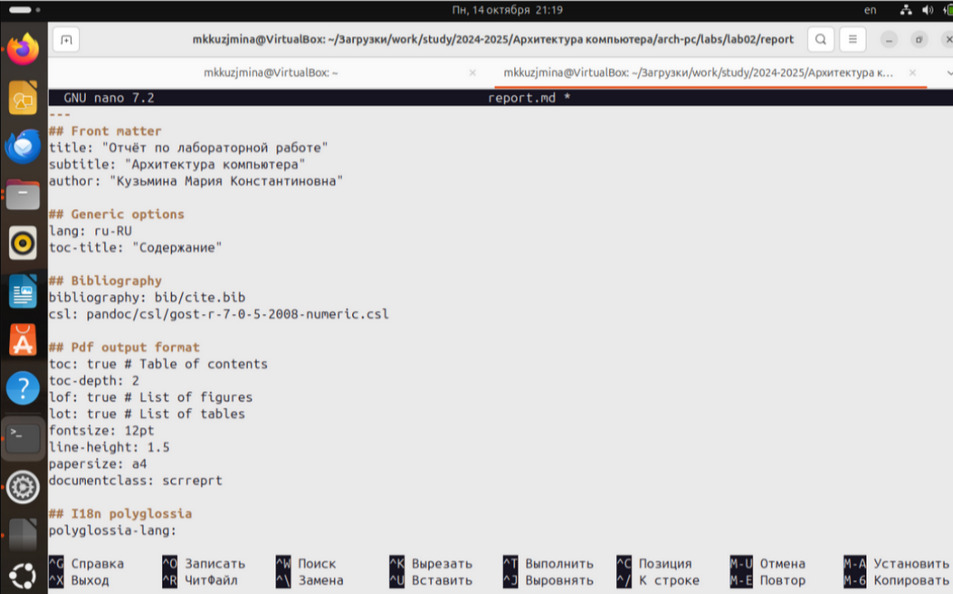 Пн, 14 октября 21:19
en
mkkuzjmina@VirtualBox: ~/Загрузки/work/study/2024-2025/Архитектура компьютера/arch-pc/labs/lab02/report
mkkuzjmina@VirtualBox: ~
mkkuzjmina@VirtualBox: ~/Загрузки/work/study/2024-2025/Архитектура к...
GNU nano 7.2 report.md *
---
## Front matter
title: "Отчёт по лабораторной работе"
subtitle: "Архитектура компьютера"
author: "Кузьмина Мария Константиновна"
## Generic options
lang: ru-RU
toc-title: "Содержание"
## Bibliography
bibliography: bib/cite.bib
csl: pandoc/csl/gost-r-7-0-5-2008-numeric.csl
## Pdf output format
toc: true # Table of contents
toc-depth: 2
lof: true # List of figures
lot: true # List of tables
fontsize: 12pt
line-height: 1.5
papersize: a4
documentclass: scrreprt
## I18n polyglossia
polyglossia-lang:
^G Справка ^O Записать ^W Поиск ^K Вырезать ^T Выполнить ^C Позиция M-U Отмена M-A Установить
^X Выход ^R ЧитФайл ^\ Замена ^U Вставить ^J Выровнять ^/ К строке M-E Повтор M-6 Копировать